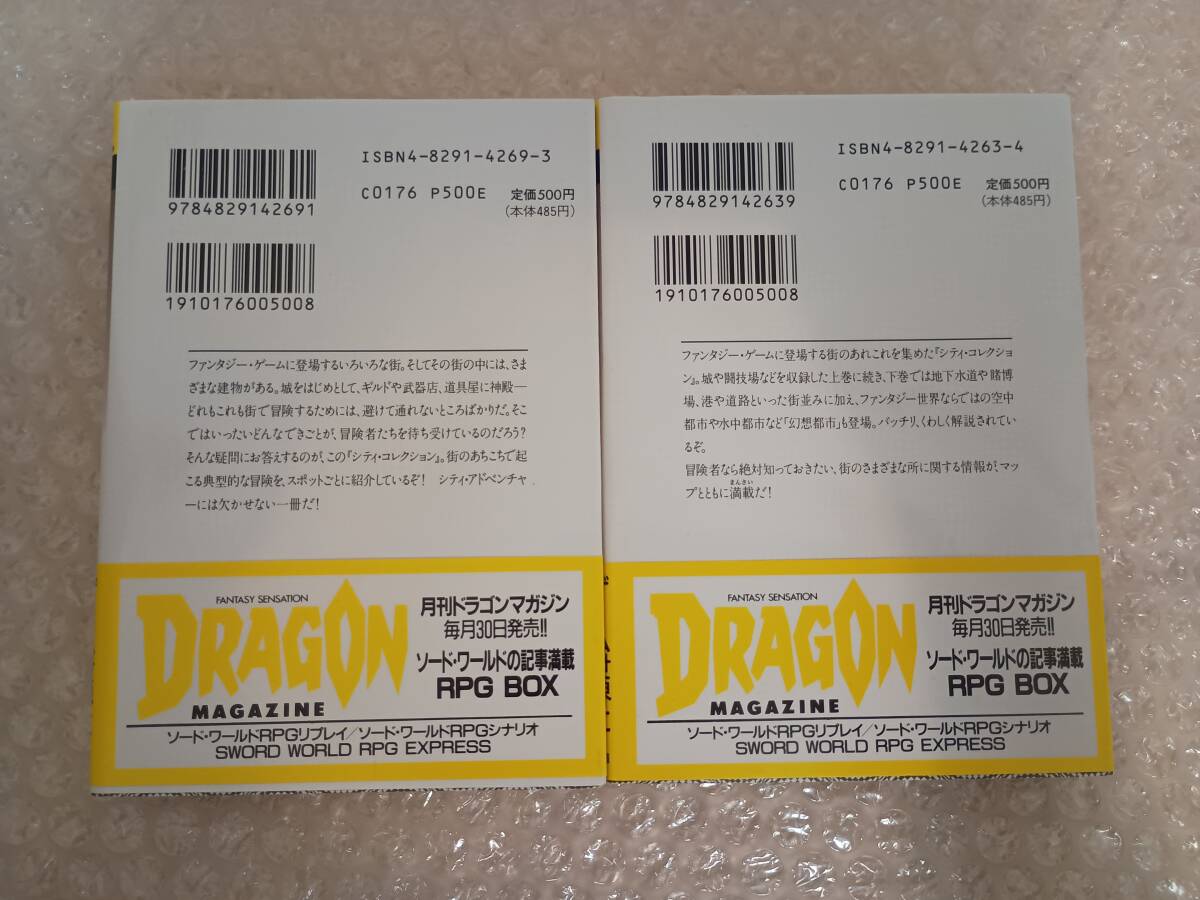 ISBN4-8291-4269-3
9784829142691
C0176 P500E
定価500円
(本体485円)
1910176005008
ファンタジー・ゲームに登場するいろいろな街。そしてその街の中には、さま
ざまな建物がある。城をはじめとして、ギルドや武器店、道具屋に神殿―
どれもこれも街で冒険するためには、避けて通れないところばかりだ。そこ
ではいったいどんなできごとが、冒険者たちを待ち受けているのだろう?
そんな疑問にお答えするのが、この『シティ・コレクション』。街のあちこちで起
こる典型的な冒険を、スポットごとに紹介しているぞ! シティ・アドベンチャ
ーには欠かせない一冊だ!
FANTASY SENSATION
DRAGON
MAGAZINE
月刊ドラゴンマガジン
毎月30日発売!!
ソード・ワールドの記事満載
RPG BOX
ソード・ワールドRPGリプレイ/ソード・ワールドRPGシナリオ
SWORD WORLD RPG EXPRESS
ISBN4-8291-4263-4
9784829142639
C0176 P500E
定価500円
(本体485円)
1910176005008
ファンタジー・ゲームに登場する街のあれこれを集めた『シティ・コレクショ
ン』。城や闘技場などを収録した上巻に続き、下巻では地下水道や賭博
場、港や道路といった街並みに加え、ファンタジー世界ならではの空中
都市や水中都市など「幻想都市」も登場。バッチリ、くわしく解説されてい
るぞ。
冒険者なら絶対知っておきたい、街のさまざまな所に関する情報が、マッ
まんさい
プとともに満載だ!
FANTASY SENSATION
DRAGON
MAGAZINE
月刊ドラゴンマガジン
毎月30日発売!!
ソード・ワールドの記事満載
RPG BOX
ソード・ワールドRPGリプレイ/ソード・ワールドRPGシナリオ
SWORD WORLD RPG EXPRESS